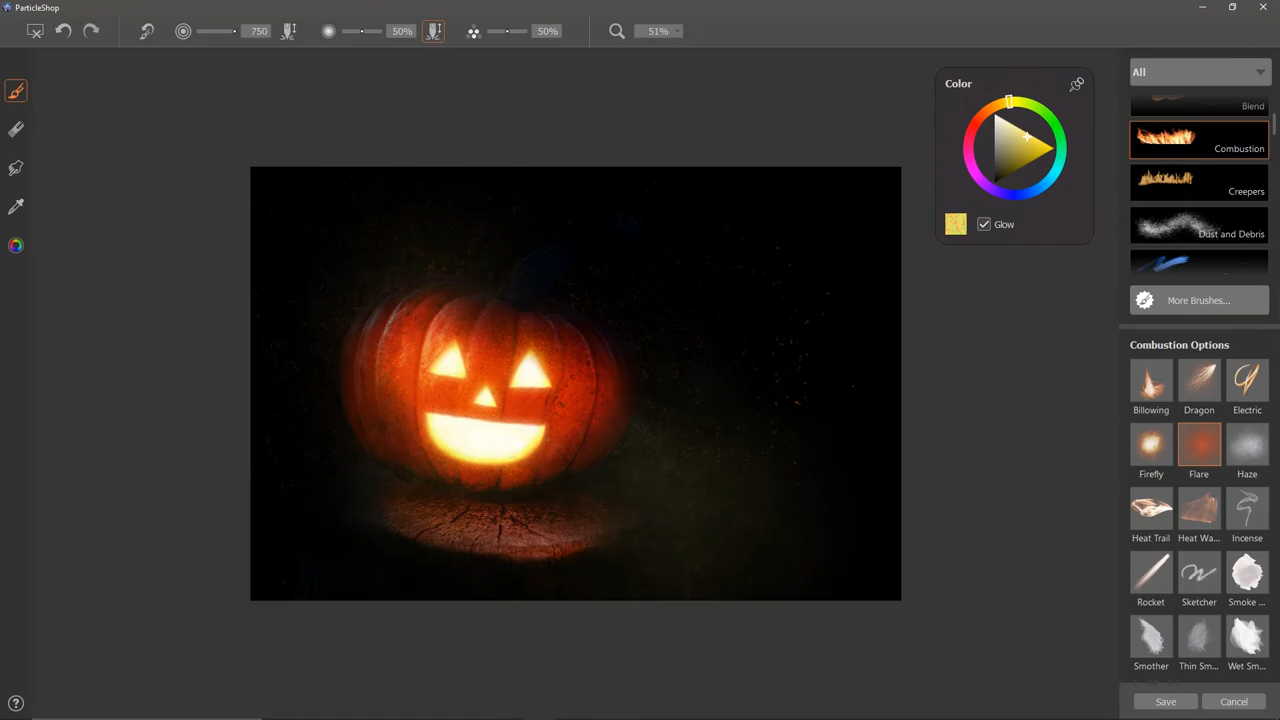 ParticleShop
750
50%
50%
51%
Color
Glow
All
Blend
Combustion
Creepers
Dust and Debris
More Brushes...
Combustion Options
Billowing
Dragon
Electric
Firefly
Flare
Haze
Heat Trail
Heat Wa...
Incense
Rocket
Sketcher
Smoke ...
Smother
Thin Sm...
Wet Sm...
?
Save
Cancel